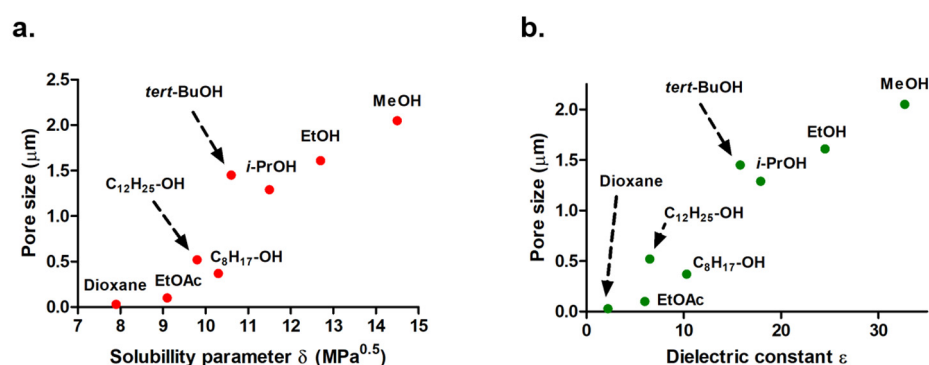 a.
2.5
2.0
1.5
1.0
0.5
0.0
Pore size (μm)
tert-BuOH
MeOH
EtOH
i-PrOH
C₁₂H₂₅-OH
C₈H₁₇-OH
EtOAc
Dioxane
7 8 9 10 11 12 13 14 15
Solubillity parameter δ (MPa⁰·⁵)
b.
2.0
1.5
1.0
0.5
0.0
Pore size (μm)
MeOH
tert-BuOH
EtOH
i-PrOH
Dioxane
C₁₂H₂₅-OH
C₈H₁₇-OH
EtOAc
0 10 20 30
Dielectric constant ε